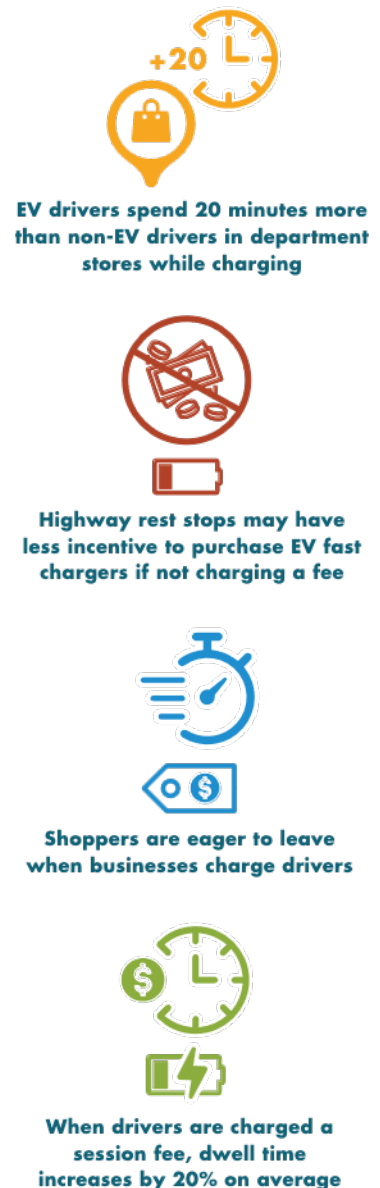 +20
EV drivers spend 20 minutes more
than non-EV drivers in department
stores while charging
Highway rest stops may have
less incentive to purchase EV fast
chargers if not charging a fee
$
Shoppers are eager to leave
when businesses charge drivers
$
When drivers are charged a
session fee, dwell time
increases by 20% on average